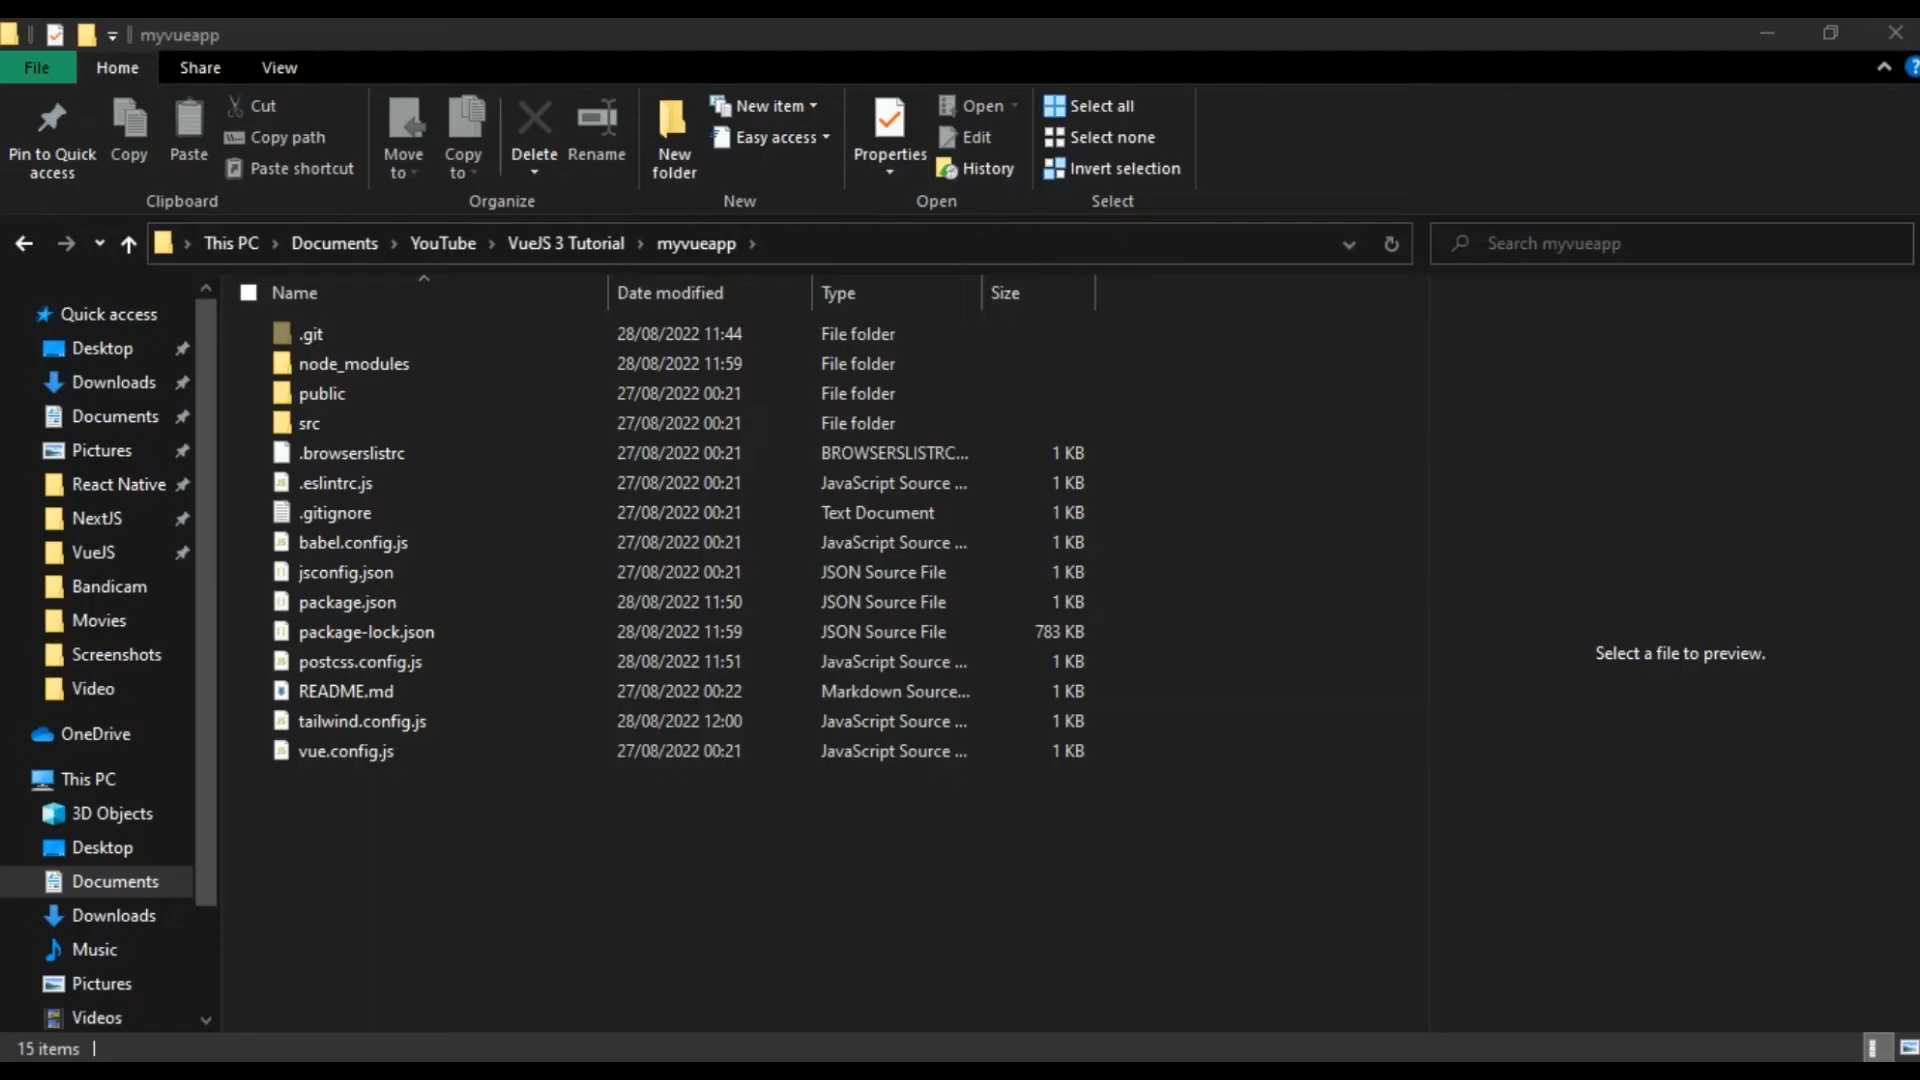 myvueapp
File Home Share View
Pin to Quick access
Copy
Paste
Cut
Copy path
Paste shortcut
Clipboard
Move to
Copy to
Delete
Rename
Organize
New folder
New item
Easy access
New
Properties
Open
Edit
History
Open
Select all
Select none
Invert selection
Select
This PC Documents YouTube VueJS 3 Tutorial myvueapp
Search myvueapp
Quick access
Desktop
Downloads
Documents
Pictures
React Native
NextJS
VueJS
Bandicam
Movies
Screenshots
Video
OneDrive
This PC
3D Objects
Desktop
Documents
Downloads
Music
Pictures
Videos
Name Date modified Type Size
.git 28/08/2022 11:44 File folder
node_modules 28/08/2022 11:59 File folder
public 27/08/2022 00:21 File folder
src 27/08/2022 00:21 File folder
.browserslistrc 27/08/2022 00:21 BROWSERSLISTRC... 1 KB
.eslintrc.js 27/08/2022 00:21 JavaScript Source ... 1 KB
.gitignore 27/08/2022 00:21 Text Document 1 KB
babel.config.js 27/08/2022 00:21 JavaScript Source ... 1 KB
jsconfig.json 27/08/2022 00:21 JSON Source File 1 KB
package.json 28/08/2022 11:50 JSON Source File 1 KB
package-lock.json 28/08/2022 11:59 JSON Source File 783 KB
postcss.config.js 28/08/2022 11:51 JavaScript Source ... 1 KB
README.md 27/08/2022 00:22 Markdown Source... 1 KB
tailwind.config.js 28/08/2022 12:00 JavaScript Source ... 1 KB
vue.config.js 27/08/2022 00:21 JavaScript Source ... 1 KB
Select a file to preview.
15 items